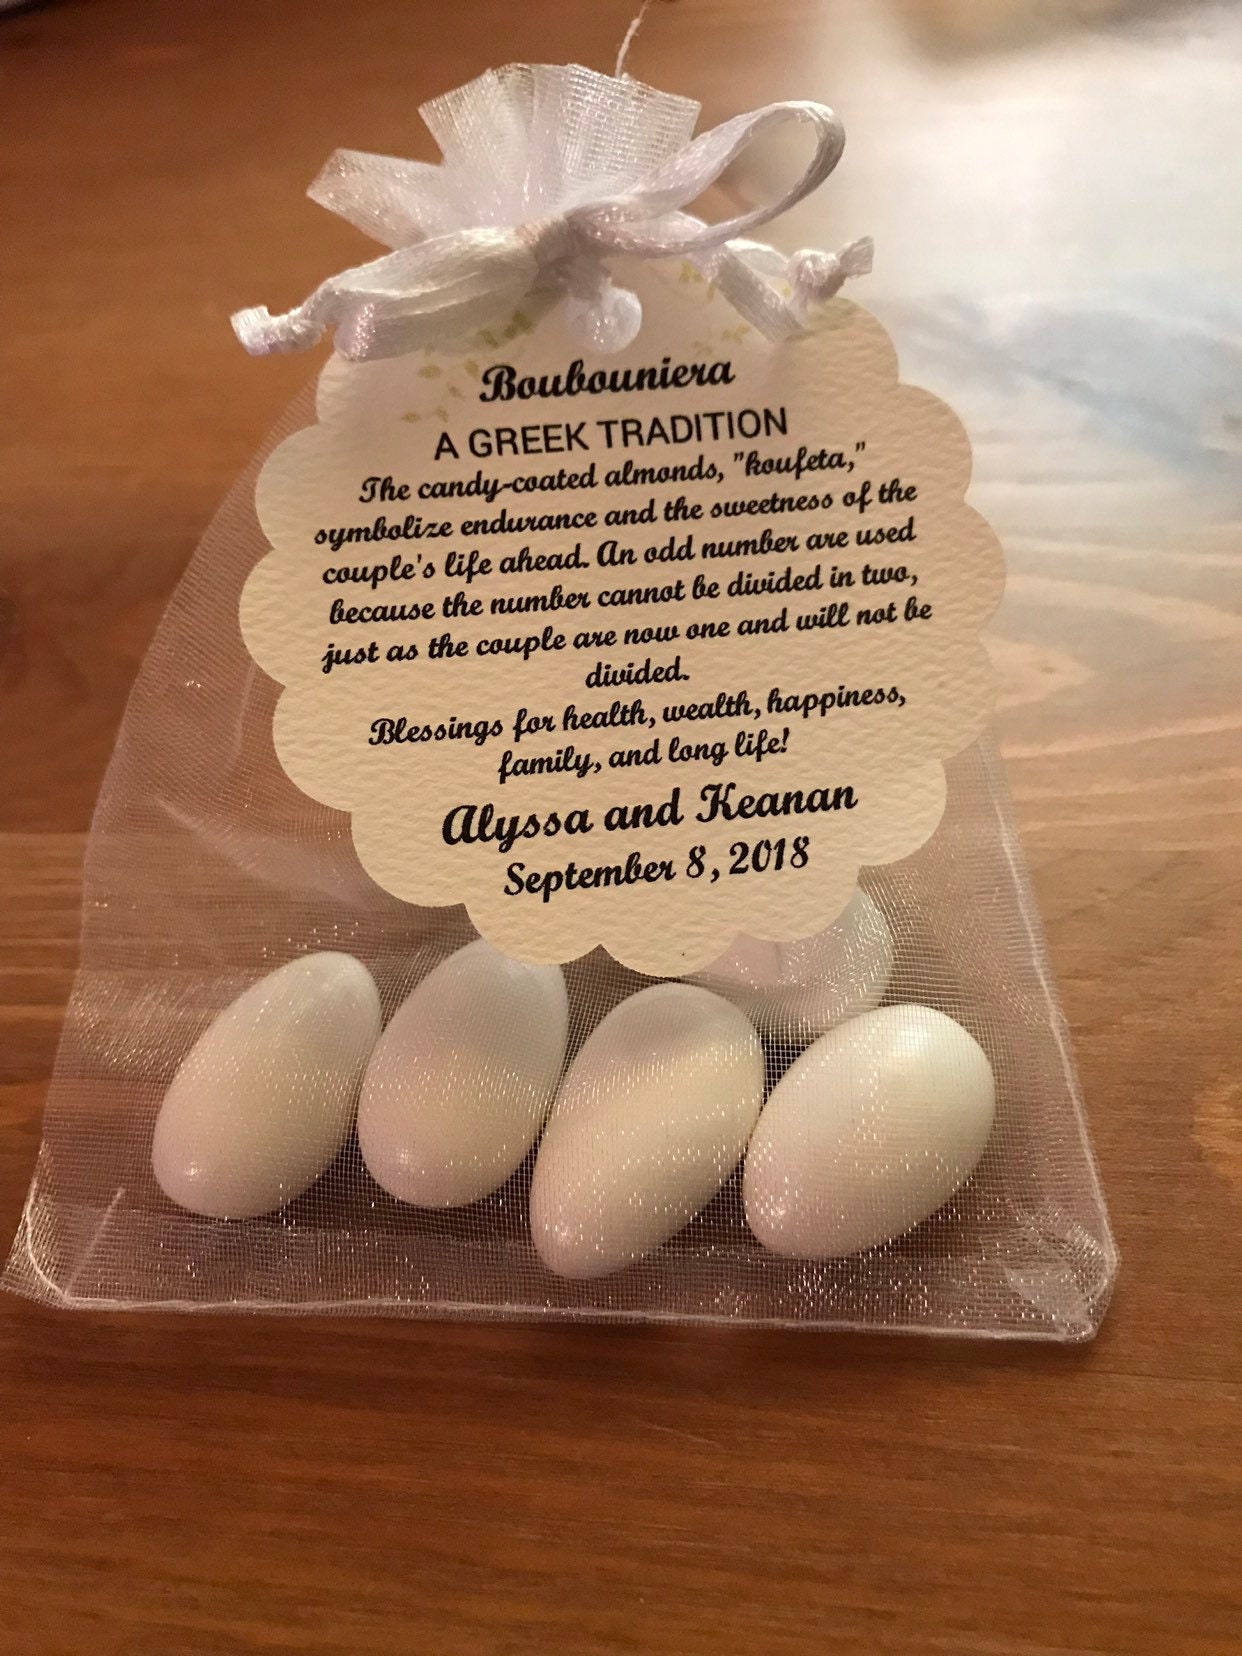 Boubouniera
A GREEK TRADITION
The candy-coated almonds, "koufeta,"
symbolize endurance and the sweetness of the
couple's life ahead. An odd number are used
because the number cannot be divided in two,
just as the couple are now one and will not be
divided.
Blessings for health, wealth, happiness,
family, and long life!
Alyssa and Keanan
September 8, 2018